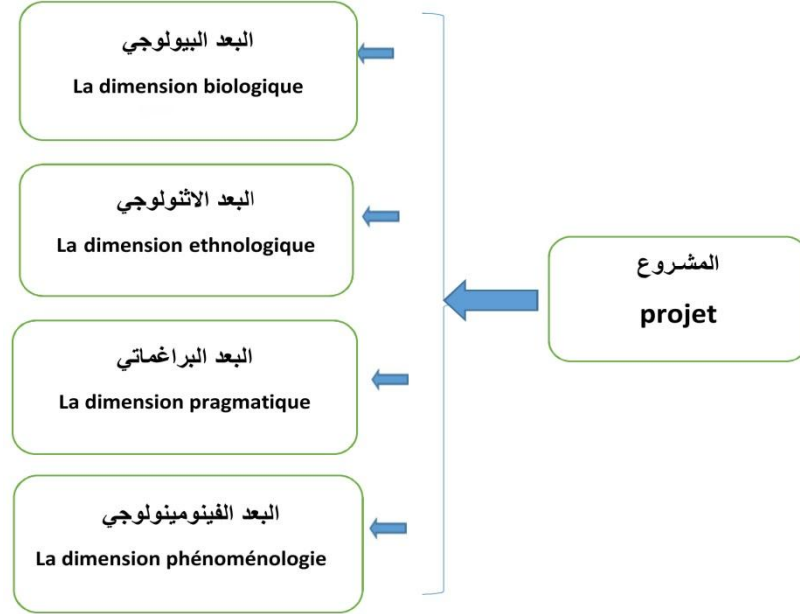 البعد البيولوجي
La dimension biologique
البعد الاثنولوجي
La dimension ethnologique
المشروع
projet
البعد البراغماتي
La dimension pragmatique
البعد الفينومينولوجي
La dimension phénoménologie